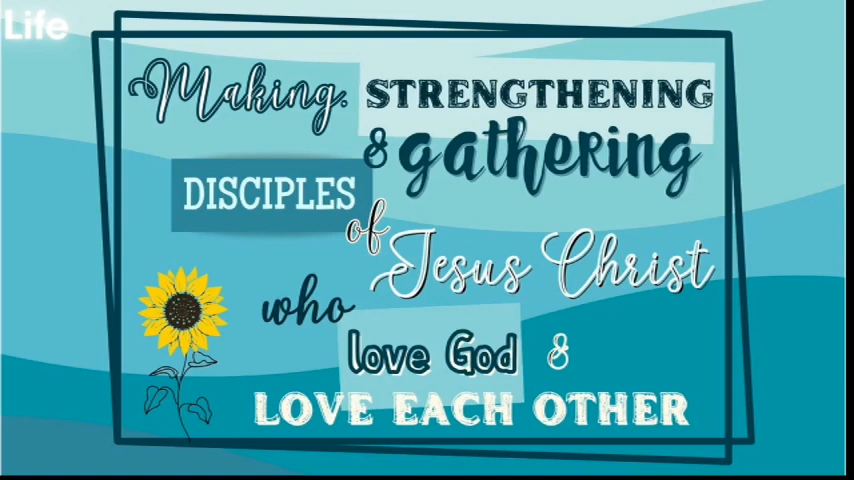 Life
Making, STRENGTHENING
& gathering
DISCIPLES
of
Jesus Christ
who
love God &
LOVE EACH OTHER